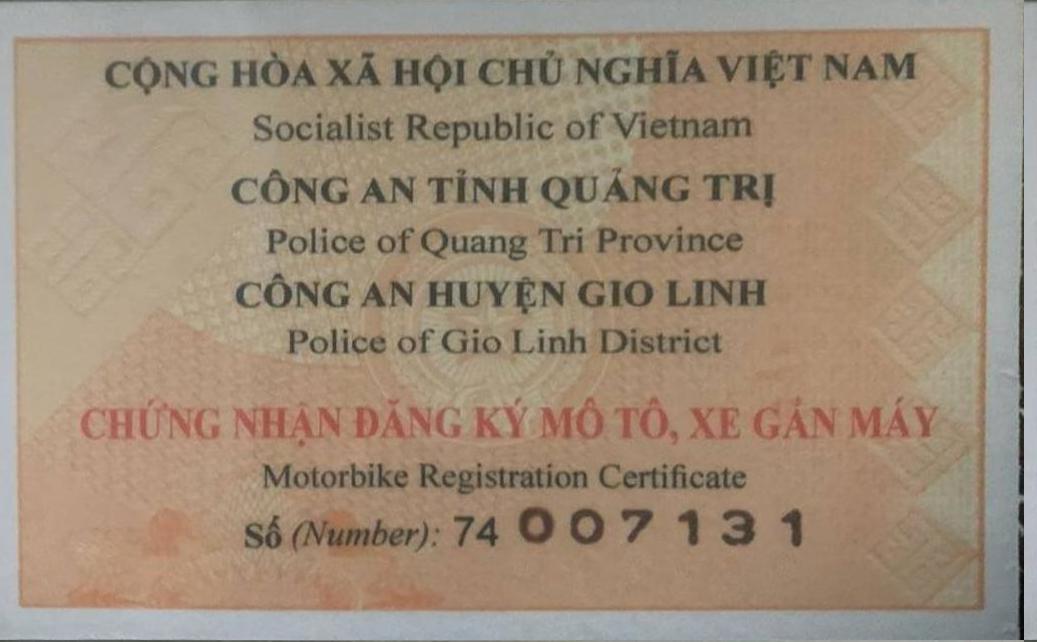 CỘNG HÒA XÃ HỘI CHỦ NGHĨA VIỆT NAM
Socialist Republic of Vietnam
CÔNG AN TỈNH QUẢNG TRỊ
Police of Quang Tri Province
CÔNG AN HUYỆN GIO LINH
Police of Gio Linh District
CHỨNG NHẬN ĐĂNG KÝ MÔ TÔ, XE GẮN MÁY
Motorbike Registration Certificate
Số (Number): 74 007131